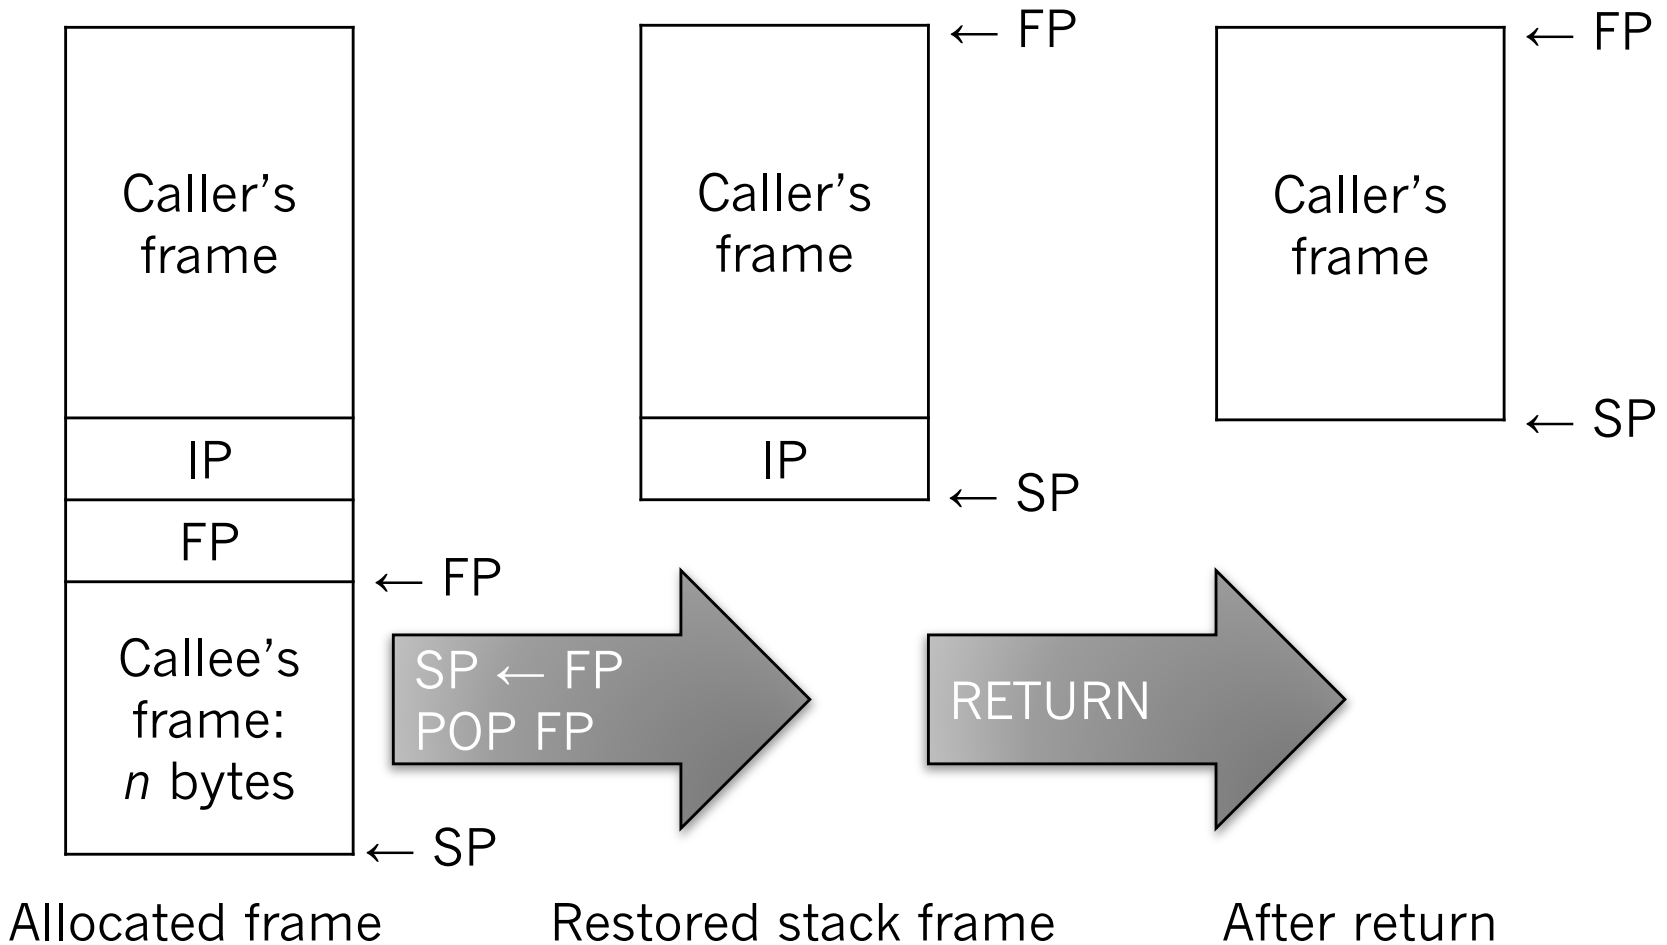 Caller’s
frame
IP
FP
← FP
Callee’s
frame:
n bytes
← SP
Allocated frame
SP ← FP
POP FP
← FP
Caller’s
frame
IP
← SP
Restored stack frame
RETURN
← FP
Caller’s
frame
← SP
After return